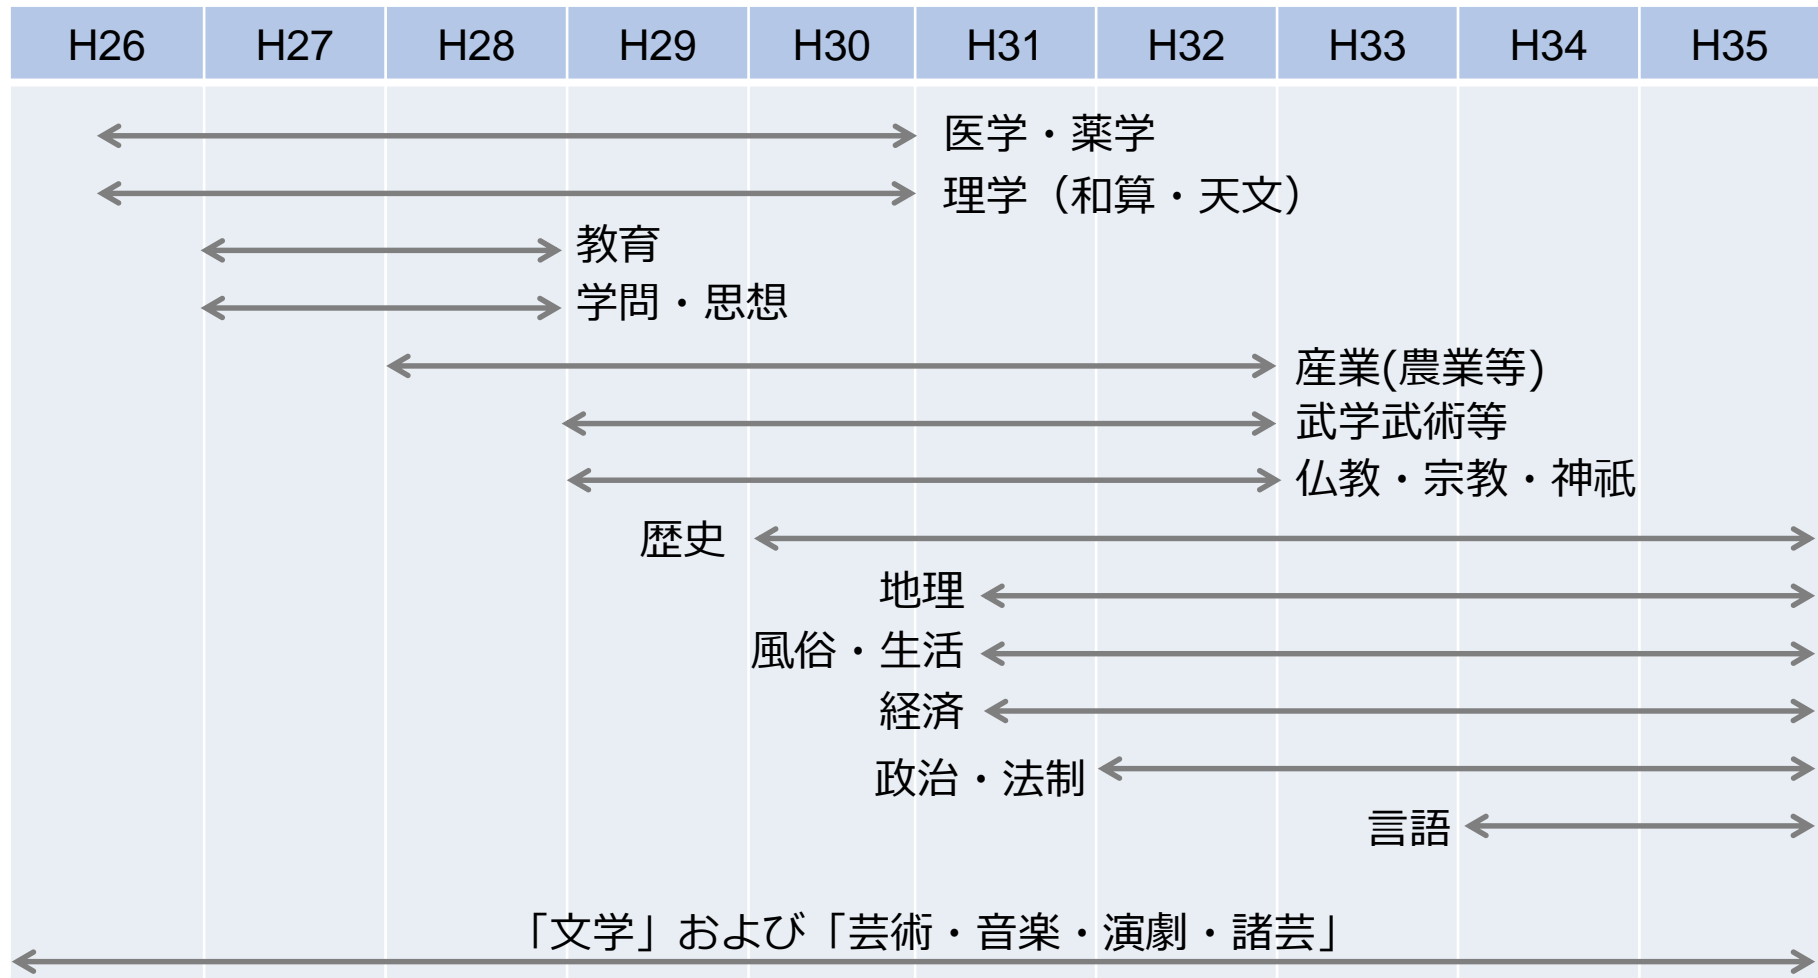 H26 H27 H28 H29 H30 H31 H32 H33 H34 H35
医学・薬学
理学（和算・天文）
教育
学問・思想
産業(農業等)
武学武術等
仏教・宗教・神祇
歴史
地理
風俗・生活
経済
政治・法制
言語
「文学」および「芸術・音楽・演劇・諸芸」